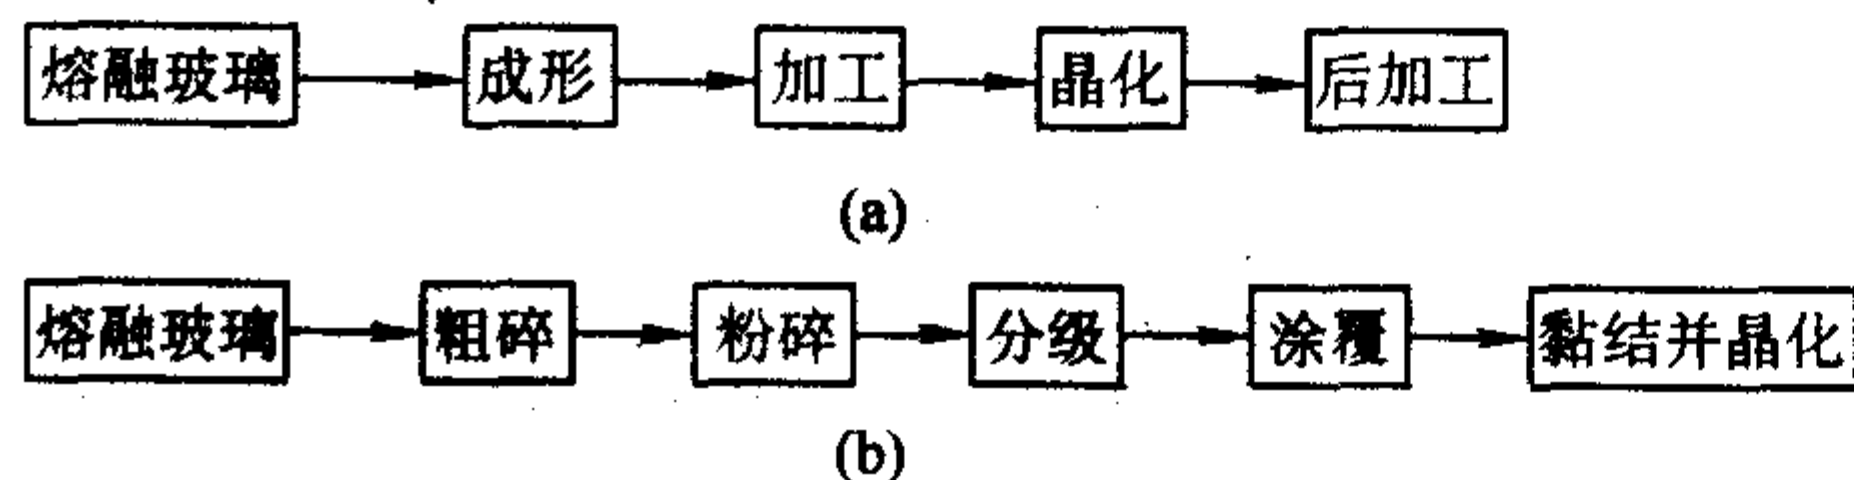 熔融玻璃 成形 加工 晶化 后加工
(a)
熔融玻璃 粗碎 粉碎 分级 涂覆 黏结并晶化
(b)